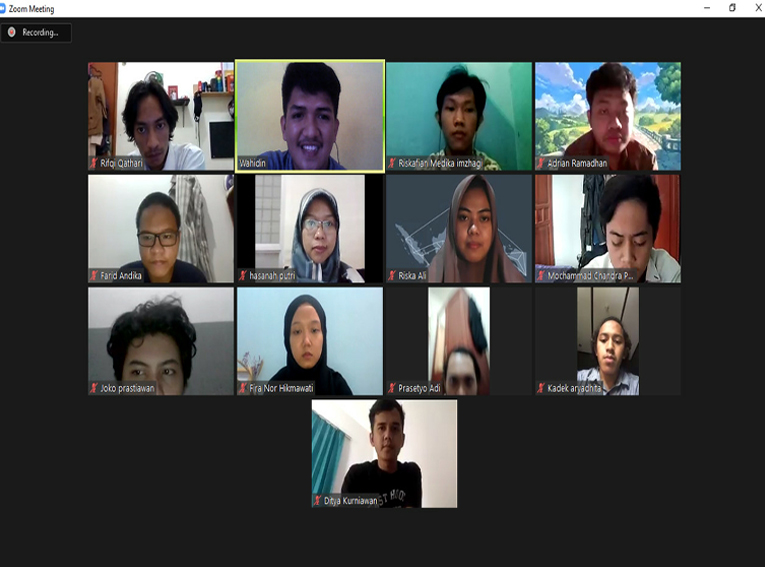 Zoom Meeting
Recording...
Rifqi Qathari
Wahidin
Riskafian Medika imzhagi
Adrian Ramadhan
Farid Andika
hasanah putri
Riska Ali
Mochammad Chandra P...
Joko prastiawan
Fira Nor Hikmawati
Prasetyo Adi
Kadek aryadnita
Ditya Kurniawan